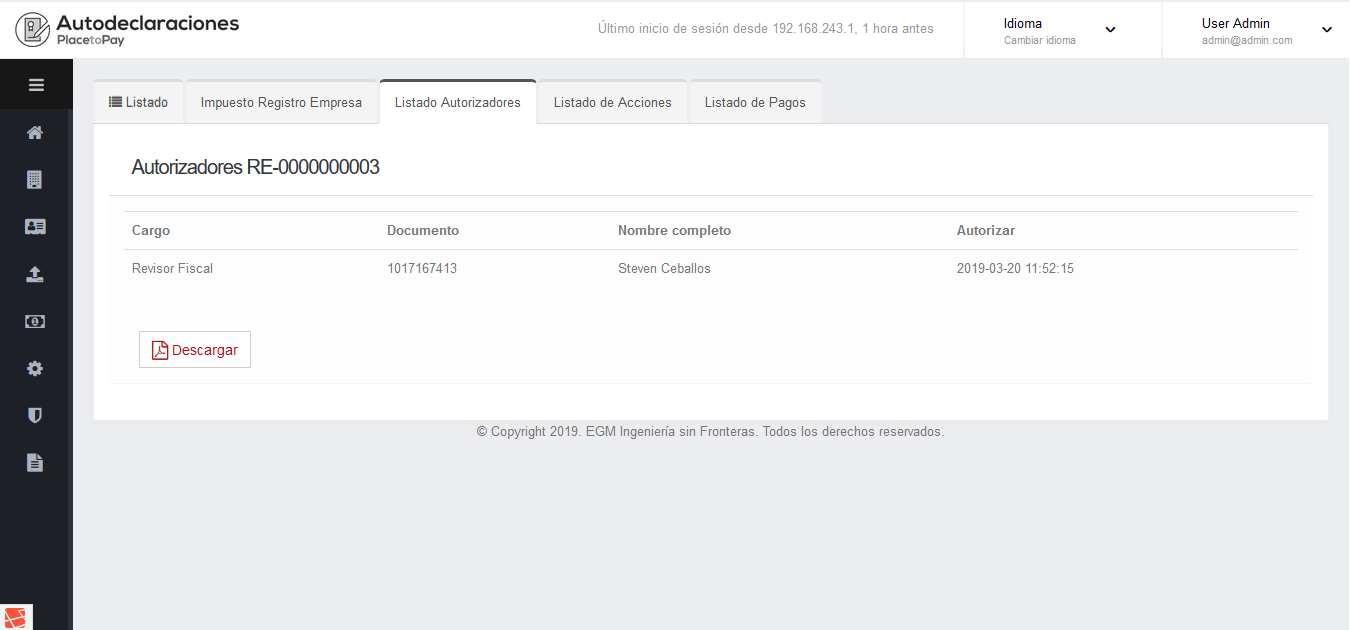 Autodeclaraciones
PlacetoPay
Último inicio de sesión desde 192.168.243.1, 1 hora antes
Idioma
Cambiar idioma
User Admin
admin@admin.com
Listado
Impuesto Registro Empresa
Listado Autorizadores
Listado de Acciones
Listado de Pagos
Autorizadores RE-0000000003
Cargo Documento Nombre completo Autorizar
Revisor Fiscal 1017167413 Steven Ceballos 2019-03-20 11:52:15
Descargar
© Copyright 2019. EGM Ingeniería sin Fronteras. Todos los derechos reservados.